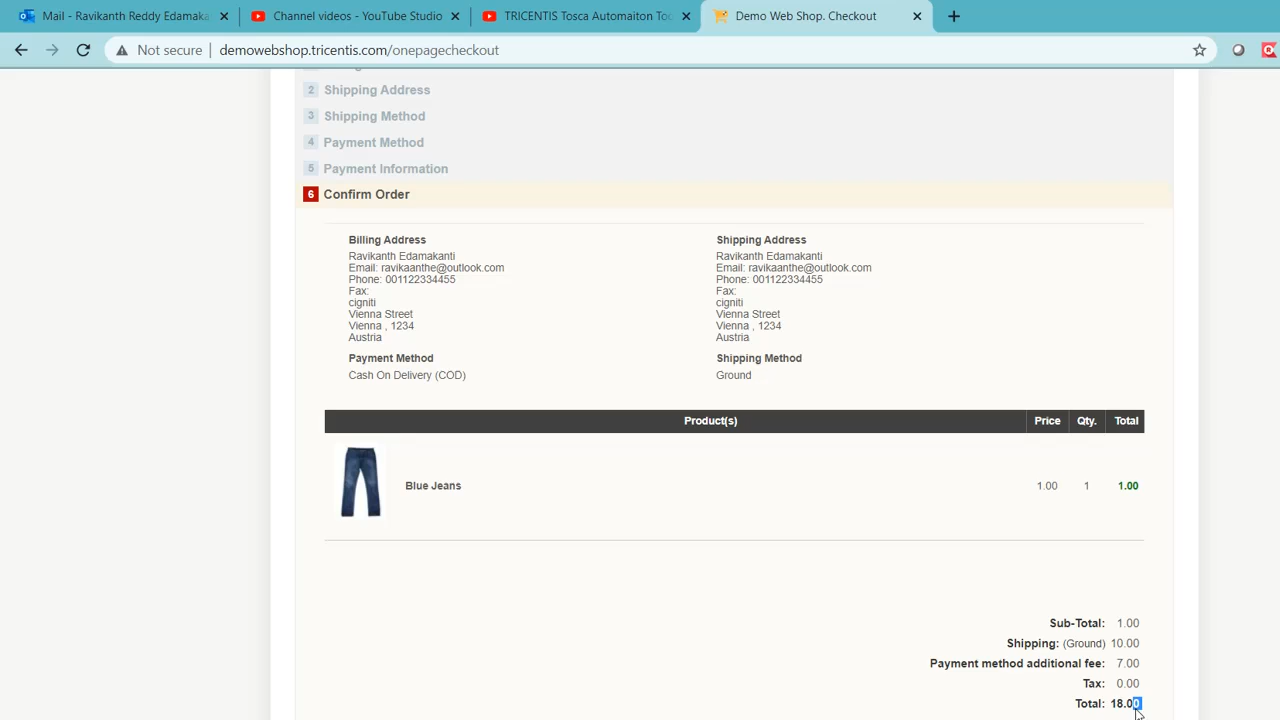 Mail - Ravikanth Reddy Edamaka
Channel videos - YouTube Studio
TRICENTIS Tosca Automaiton Too
Demo Web Shop. Checkout
Not secure demowebshop.tricentis.com/onepagecheckout
2 Shipping Address
3 Shipping Method
4 Payment Method
5 Payment Information
6 Confirm Order
Billing Address
Ravikanth Edamakanti
Email: ravikaanthe@outlook.com
Phone: 001122334455
Fax:
cigniti
Vienna Street
Vienna , 1234
Austria
Payment Method
Cash On Delivery (COD)
Shipping Address
Ravikanth Edamakanti
Email: ravikaanthe@outlook.com
Phone: 001122334455
Fax:
cigniti
Vienna Street
Vienna , 1234
Austria
Shipping Method
Ground
Product(s) Price Qty. Total
Blue Jeans 1.00 1 1.00
Sub-Total: 1.00
Shipping: (Ground) 10.00
Payment method additional fee: 7.00
Tax: 0.00
Total: 18.00